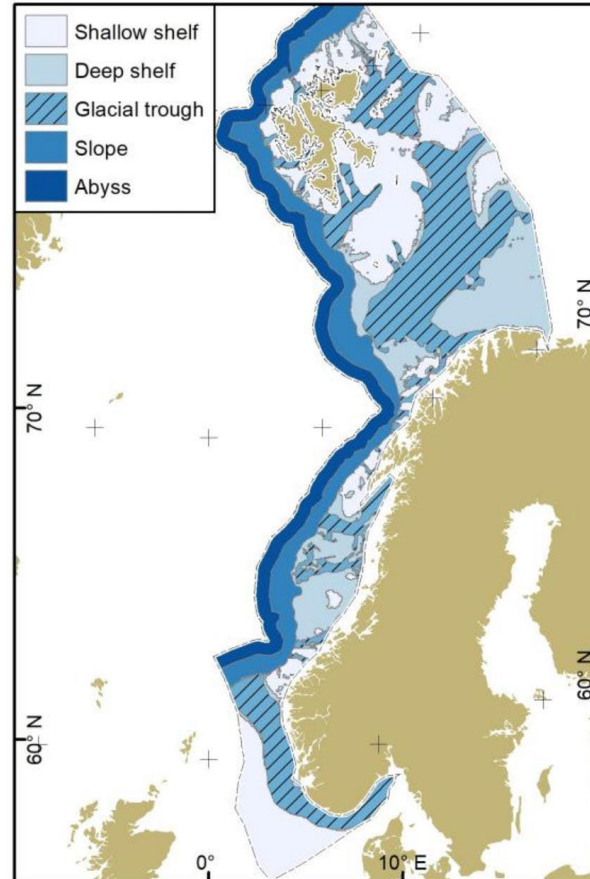 Shallow shelf
Deep shelf
Glacial trough
Slope
Abyss
70° N
70° N
60° N
60° N
0°
10° E